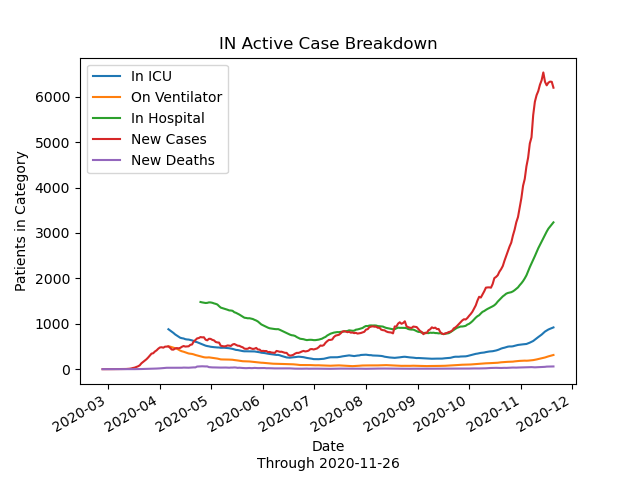 IN Active Case Breakdown
In ICU
On Ventilator
In Hospital
New Cases
New Deaths
Patients in Category
6000
5000
4000
3000
2000
1000
0
2020-03
2020-04
2020-05
2020-06
2020-07
2020-08
2020-09
2020-10
2020-11
2020-12
Date
Through 2020-11-26